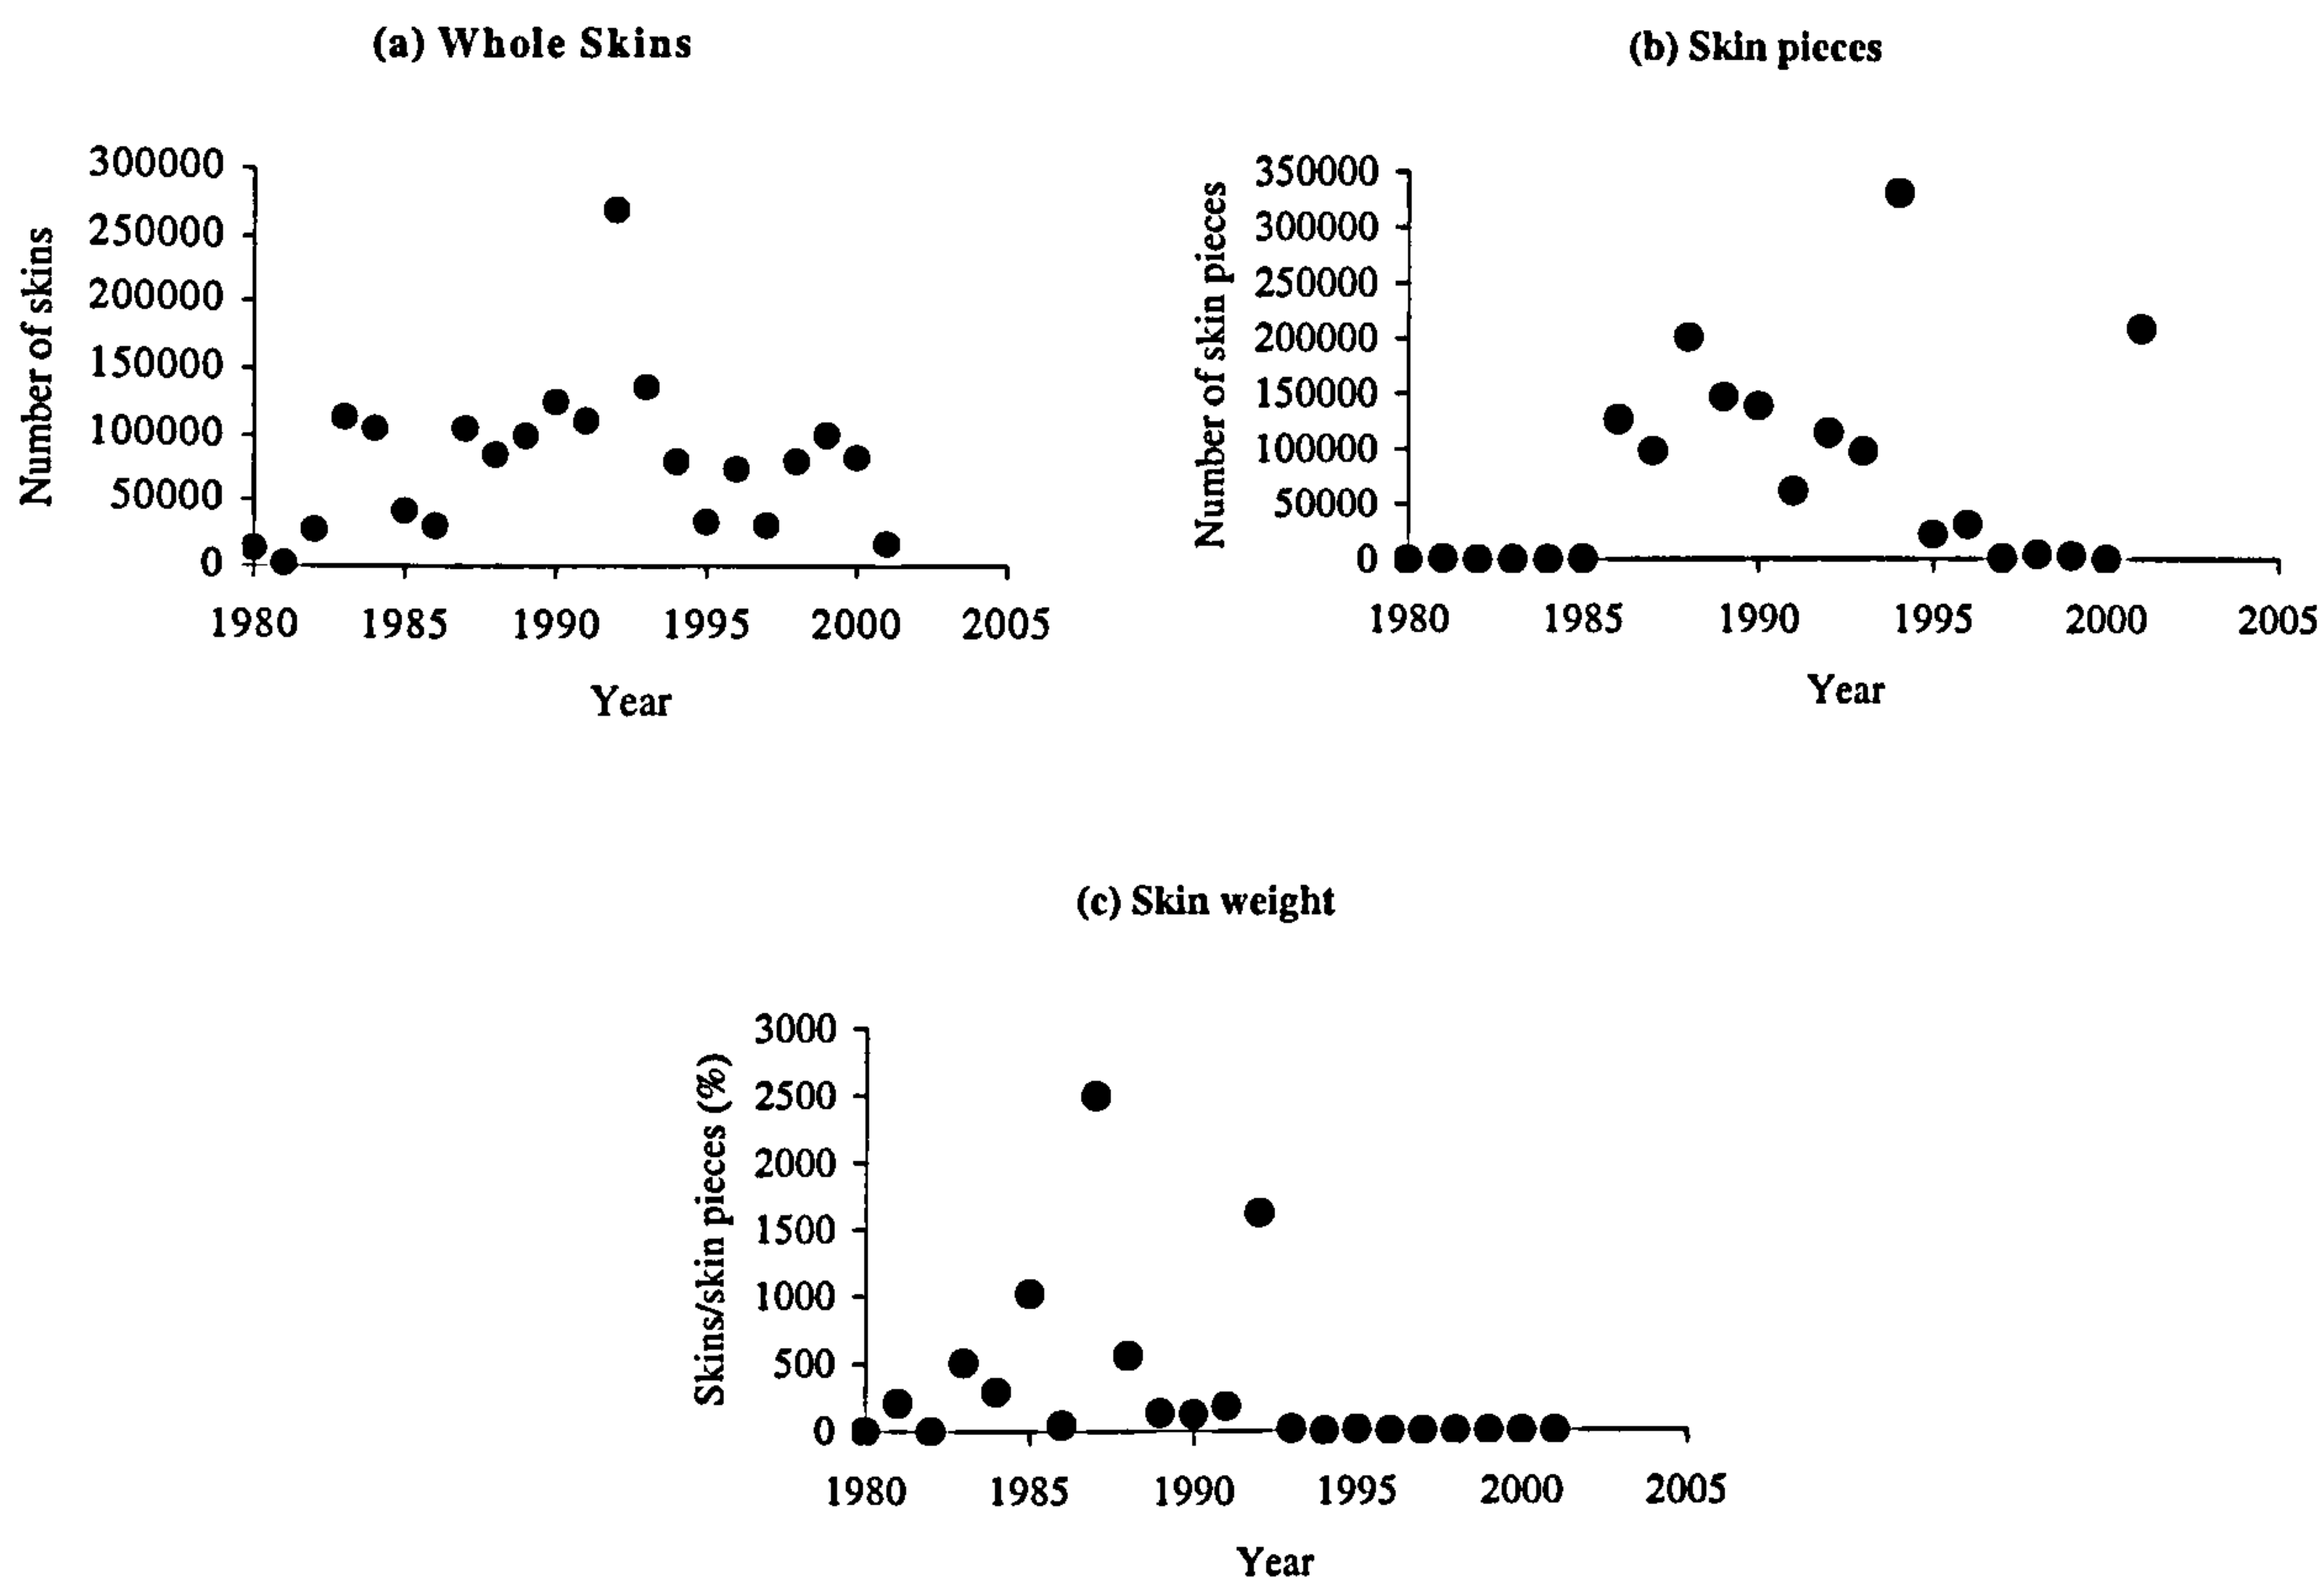 (a) Whole Skins
Number of skins
300000
250000
200000
150000
100000
50000
0
1980 1985 1990 1995 2000 2005
Year
(b) Skin pieces
Number of skin pieces
350000
300000
250000
200000
150000
100000
50000
0
1980 1985 1990 1995 2000 2005
Year
(c) Skin weight
Skins/skin pieces (%)
3000
2500
2000
1500
1000
500
0
1980 1985 1990 1995 2000 2005
Year